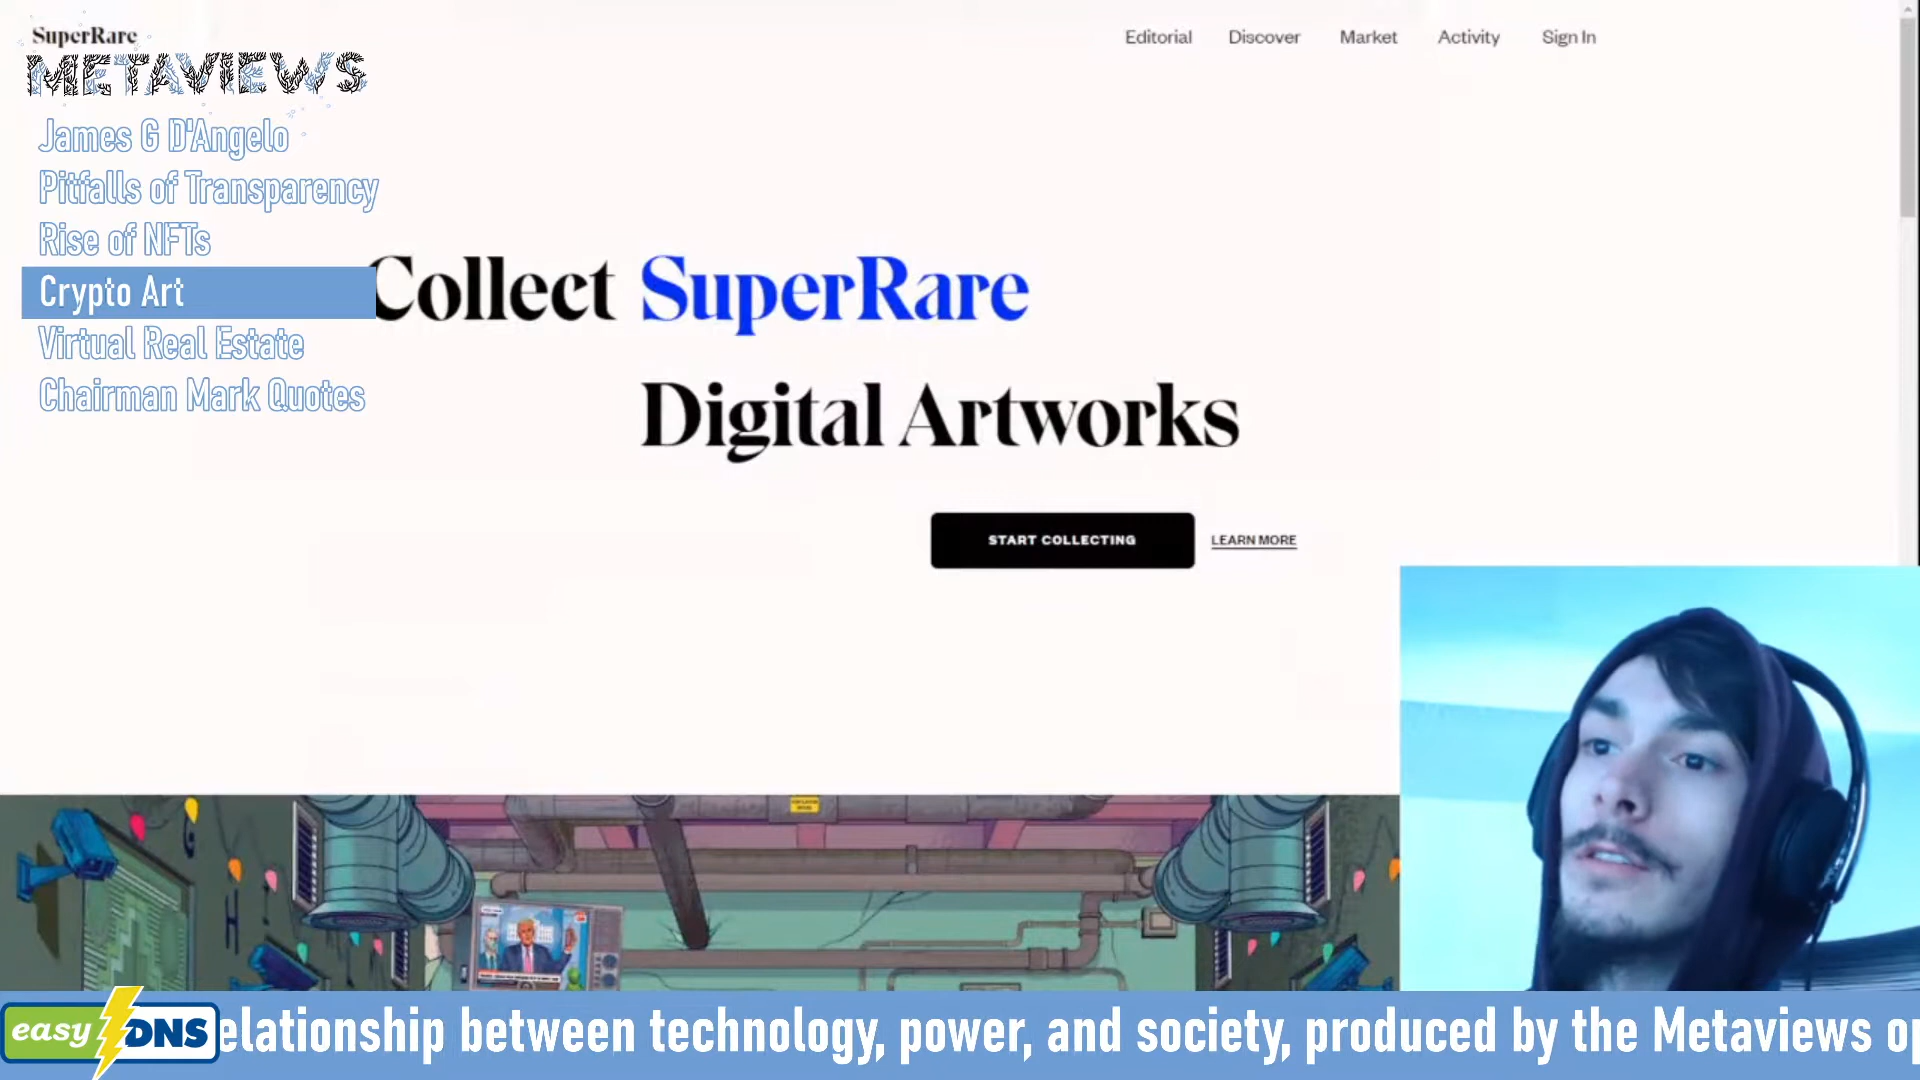 SuperRare
Editorial Discover Market Activity Sign In
METAVIEWS
James G D'Angelo
Pitfalls of Transparency
Rise of NFTs
Crypto Art
Virtual Real Estate
Chairman Mark Quotes
Collect SuperRare
Digital Artworks
START COLLECTING LEARN MORE
easyDNS
elationship between technology, power, and society, produced by the Metaviews op